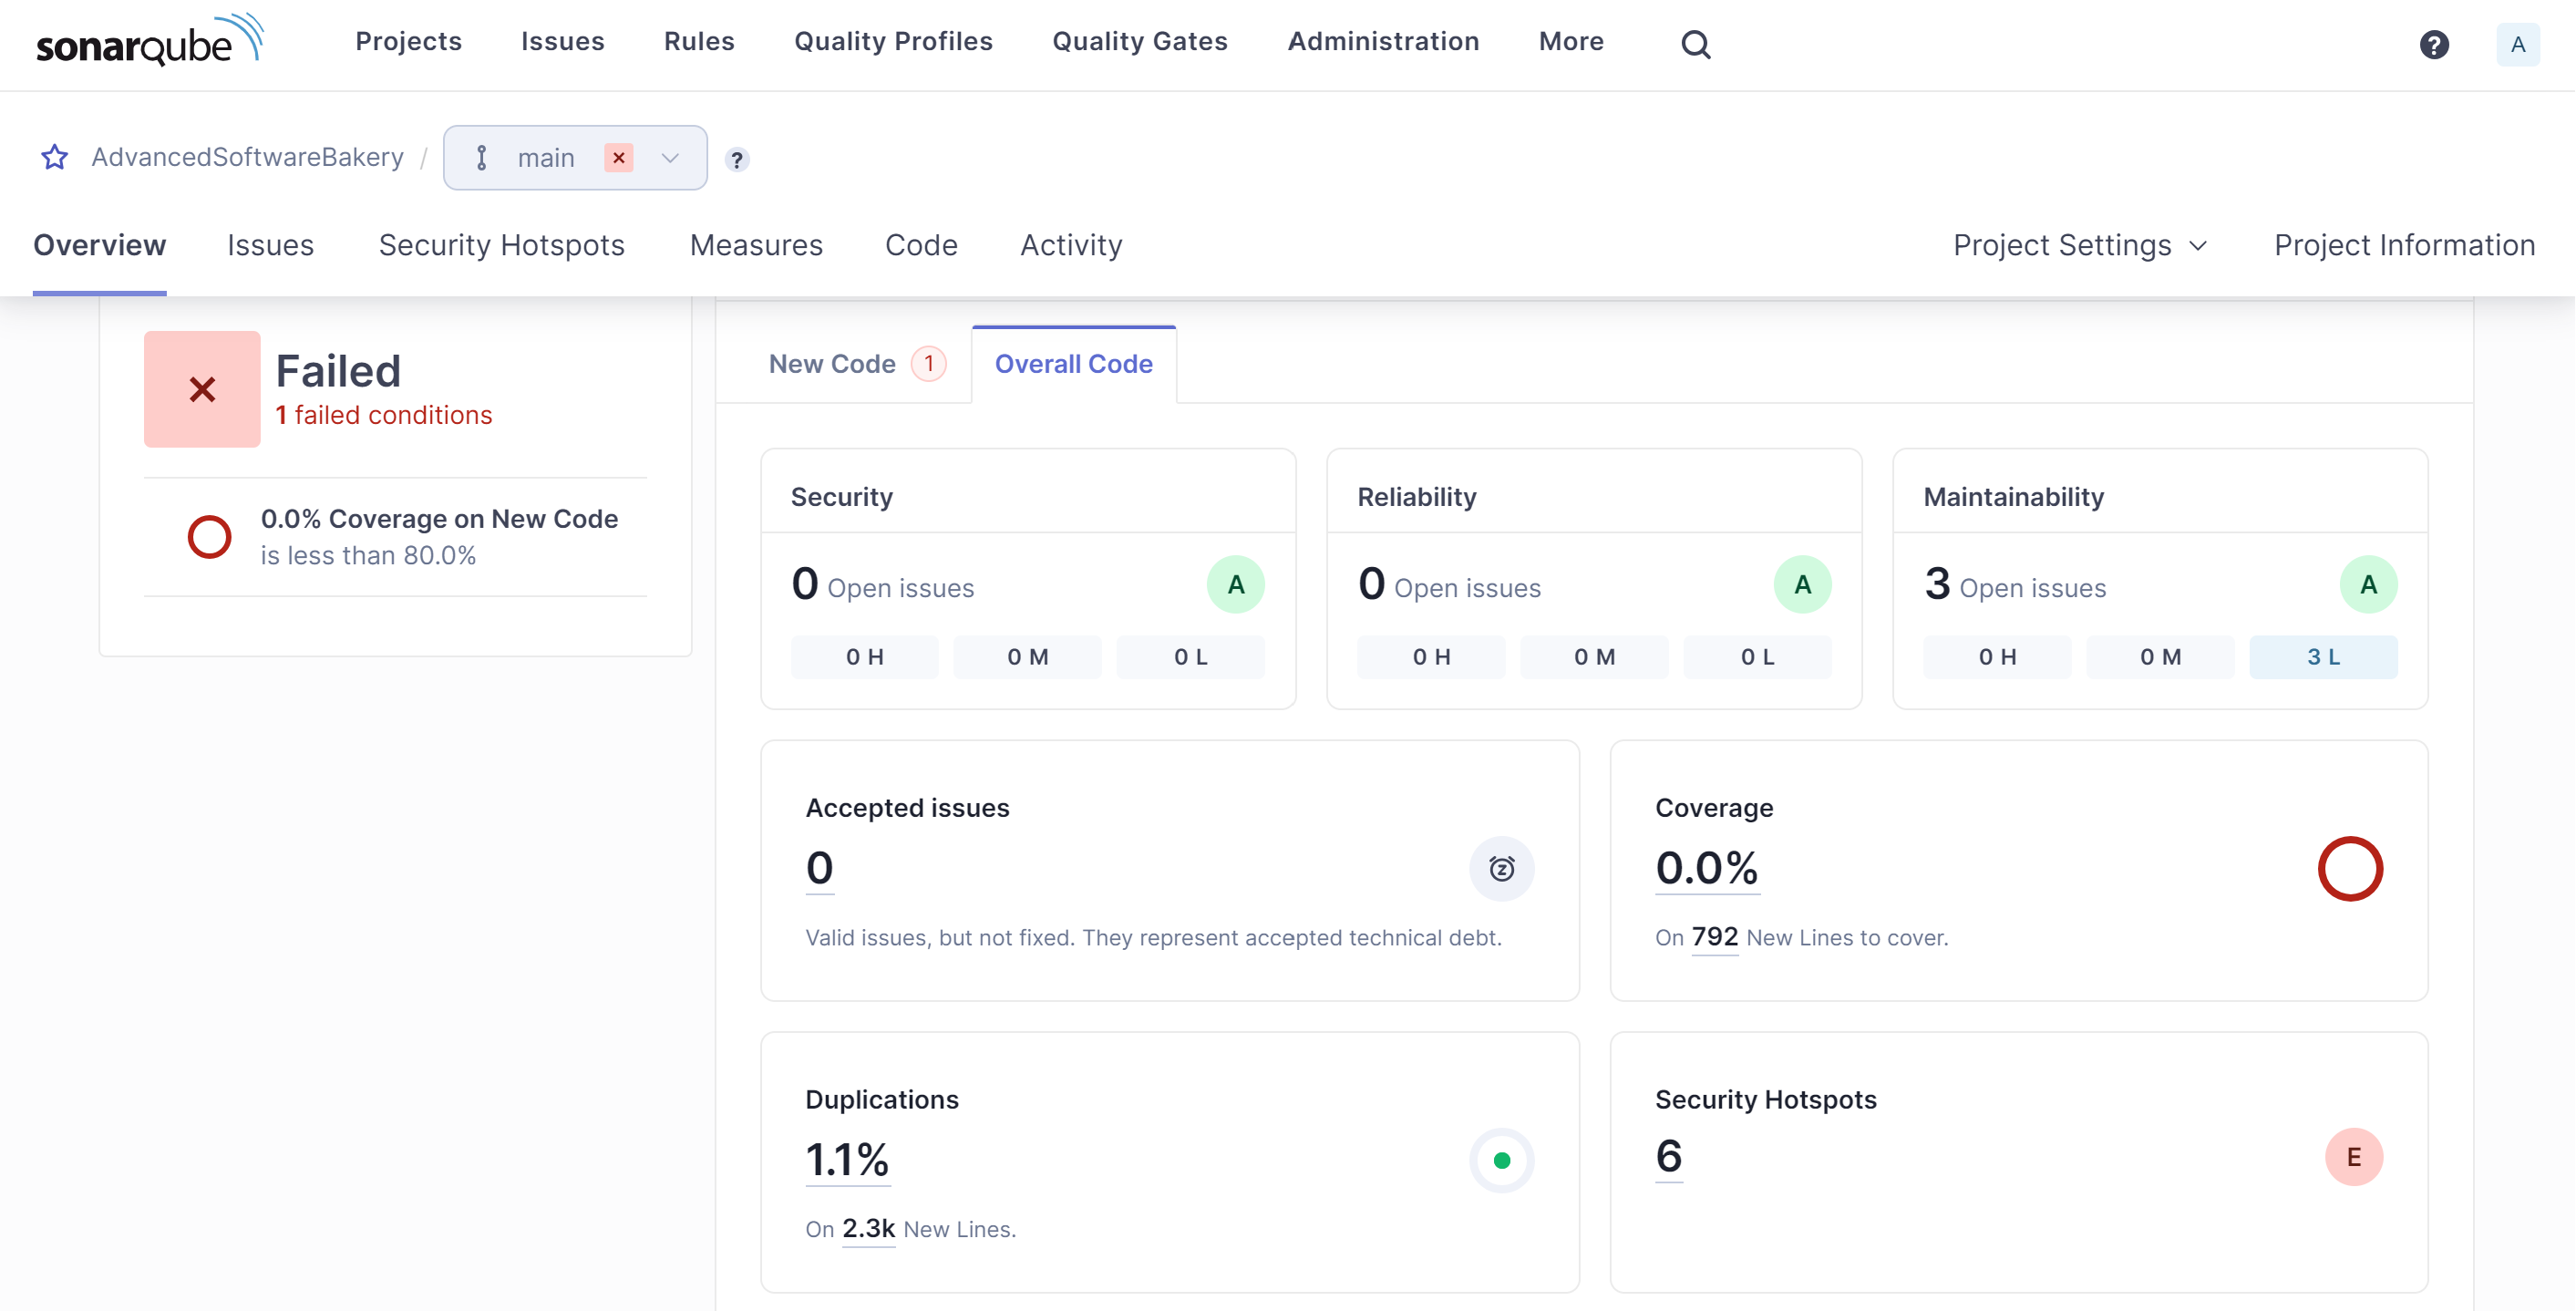 sonarqube Projects Issues Rules Quality Profiles Quality Gates Administration More ? A
AdvancedSoftwareBakery / main ?
Overview Issues Security Hotspots Measures Code Activity Project Settings Project Information
Failed
1 failed conditions
0.0% Coverage on New Code
is less than 80.0%
New Code 1 Overall Code
Security
0 Open issues A
0 H 0 M 0 L
Reliability
0 Open issues A
0 H 0 M 0 L
Maintainability
3 Open issues A
0 H 0 M 3 L
Accepted issues
0
Valid issues, but not fixed. They represent accepted technical debt.
Coverage
0.0%
On 792 New Lines to cover.
Duplications
1.1%
On 2.3k New Lines.
Security Hotspots
6 E